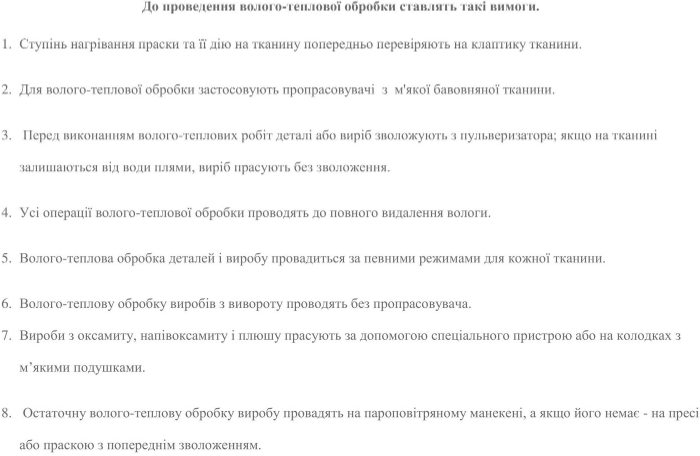 До проведення волого-теплової обробки ставлять такі вимоги.
1. Ступінь нагрівання праски та її дію на тканину попередньо перевіряють на клаптику тканини.
2. Для волого-теплової обробки застосовують пропрасовувачі з м'якої бавовняної тканини.
3. Перед виконанням волого-теплових робіт деталі або виріб зволожують з пульверизатора; якщо на тканині
залишаються від води плями, виріб прасують без зволоження.
4. Усі операції волого-теплової обробки проводять до повного видалення вологи.
5. Волого-теплова обробка деталей і виробу провадиться за певними режимами для кожної тканини.
6. Волого-теплову обробку виробів з вивороту проводять без пропрасовувача.
7. Вироби з оксамиту, напівоксамиту і плюшу прасують за допомогою спеціального пристрою або на колодках з
м’якими подушками.
8. Остаточну волого-теплову обробку виробу провадять на пароповітряному манекені, а якщо його немає - на пресі
або праскою з попереднім зволоженням.